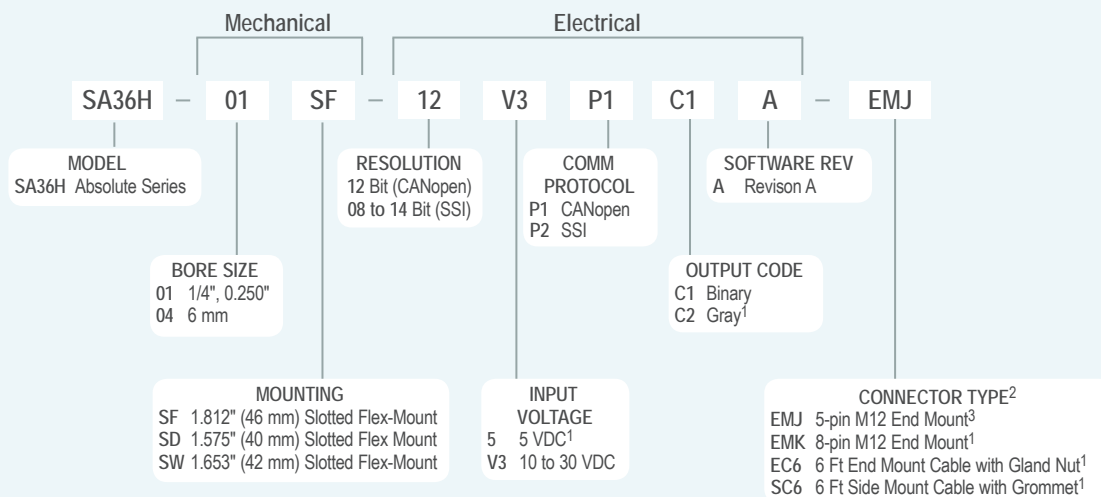 Mechanical Electrical
SA36H – 01 SF – 12 V3 P1 C1 A – EMJ
MODEL
SA36H Absolute Series
RESOLUTION
12 Bit (CANopen)
08 to 14 Bit (SSI)
COMM
PROTOCOL
P1 CANopen
P2 SSI
SOFTWARE REV
A Revison A
BORE SIZE
01 1/4", 0.250"
04 6 mm
OUTPUT CODE
C1 Binary
C2 Gray1
MOUNTING
SF 1.812" (46 mm) Slotted Flex-Mount
SD 1.575" (40 mm) Slotted Flex Mount
SW 1.653" (42 mm) Slotted Flex-Mount
INPUT
VOLTAGE
5 5 VDC1
V3 10 to 30 VDC
CONNECTOR TYPE2
EMJ 5-pin M12 End Mount3
EMK 8-pin M12 End Mount1
EC6 6 Ft End Mount Cable with Gland Nut1
SC6 6 Ft Side Mount Cable with Grommet1